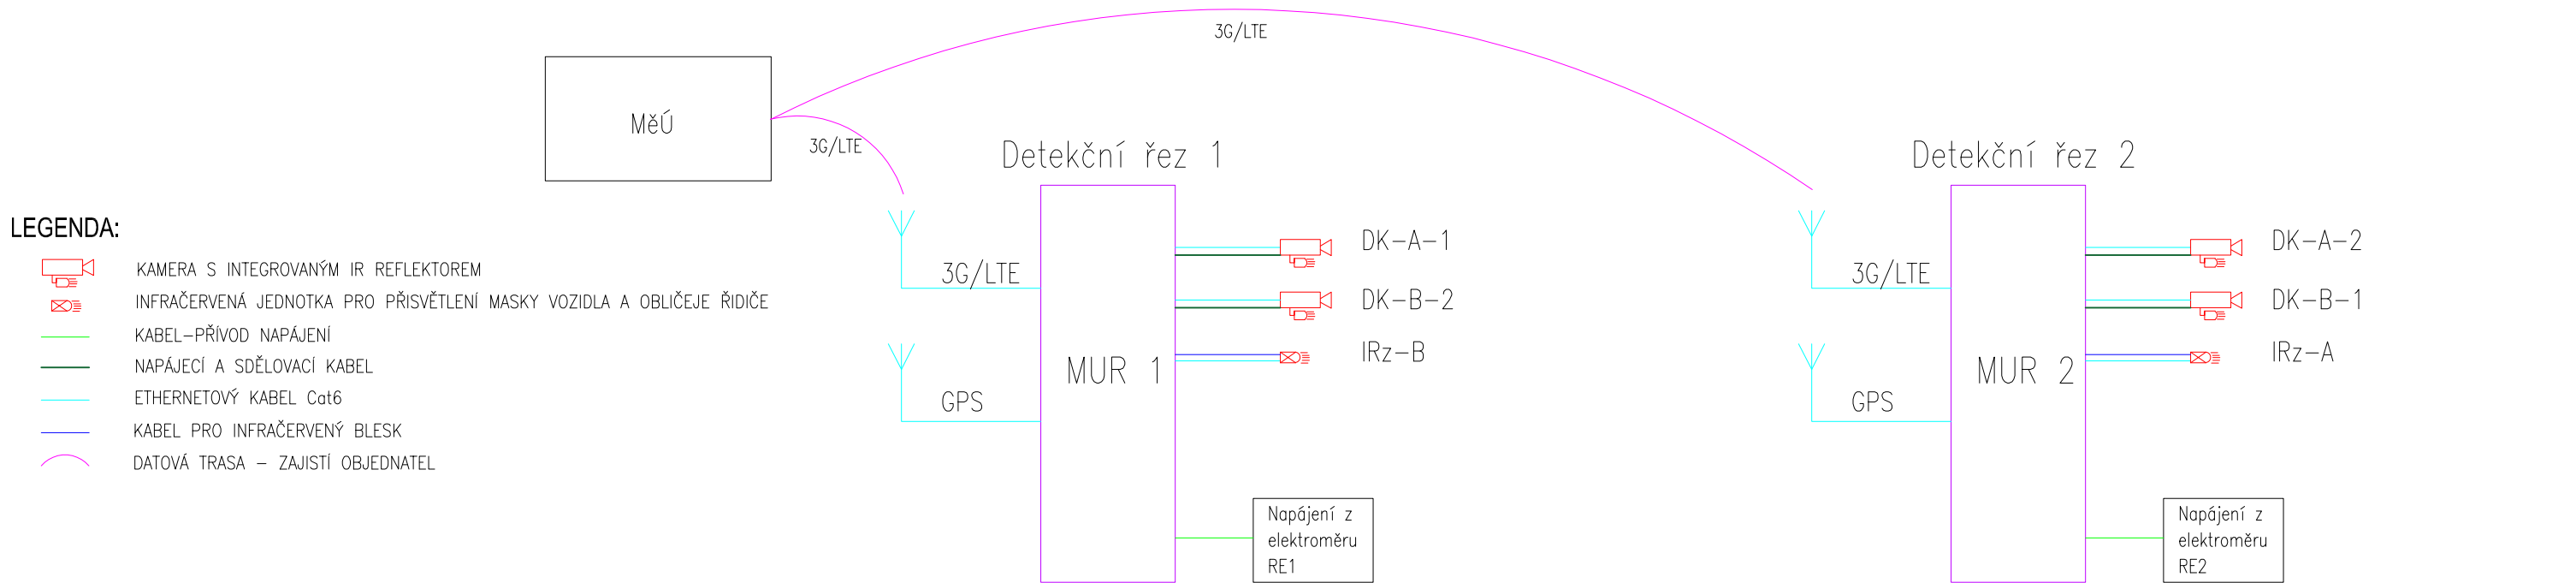 3G/LTE
MěÚ
3G/LTE
Detekční řez 1
Detekční řez 2
LEGENDA:
KAMERA S INTEGROVANÝM IR REFLEKTOREM
INFRAČERVENÁ JEDNOTKA PRO PŘISVĚTLENÍ MASKY VOZIDLA A OBLIČEJE ŘIDIČE
KABEL-PŘÍVOD NAPÁJENÍ
NAPÁJECÍ A SDĚLOVACÍ KABEL
ETHERNETOVÝ KABEL Cat6
KABEL PRO INFRAČERVENÝ BLESK
DATOVÁ TRASA - ZAJISTÍ OBJEDNATEL
3G/LTE
GPS
MUR 1
DK-A-1
DK-B-2
IRz-B
Napájení z
elektroměru
RE1
3G/LTE
GPS
MUR 2
DK-A-2
DK-B-1
IRz-A
Napájení z
elektroměru
RE2